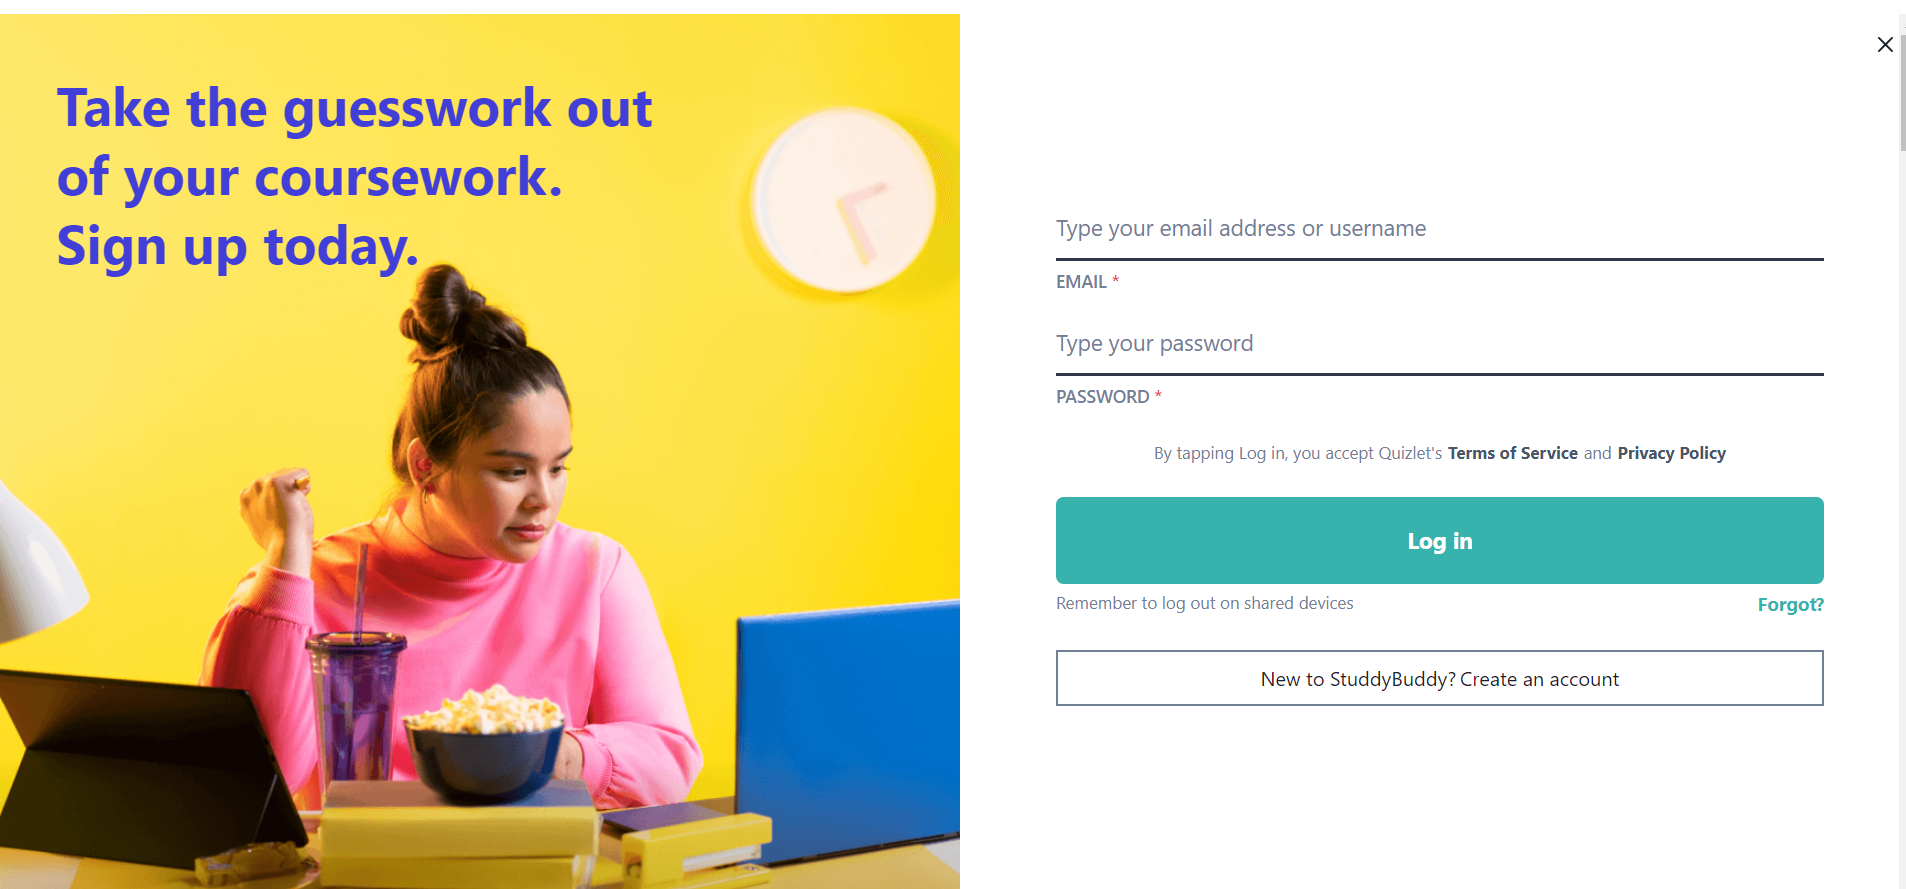 Take the guesswork out
of your coursework.
Sign up today.
Type your email address or username
EMAIL *
Type your password
PASSWORD *
By tapping Log in, you accept Quizlet's Terms of Service and Privacy Policy
Log in
Remember to log out on shared devices
Forgot?
New to StuddyBuddy? Create an account